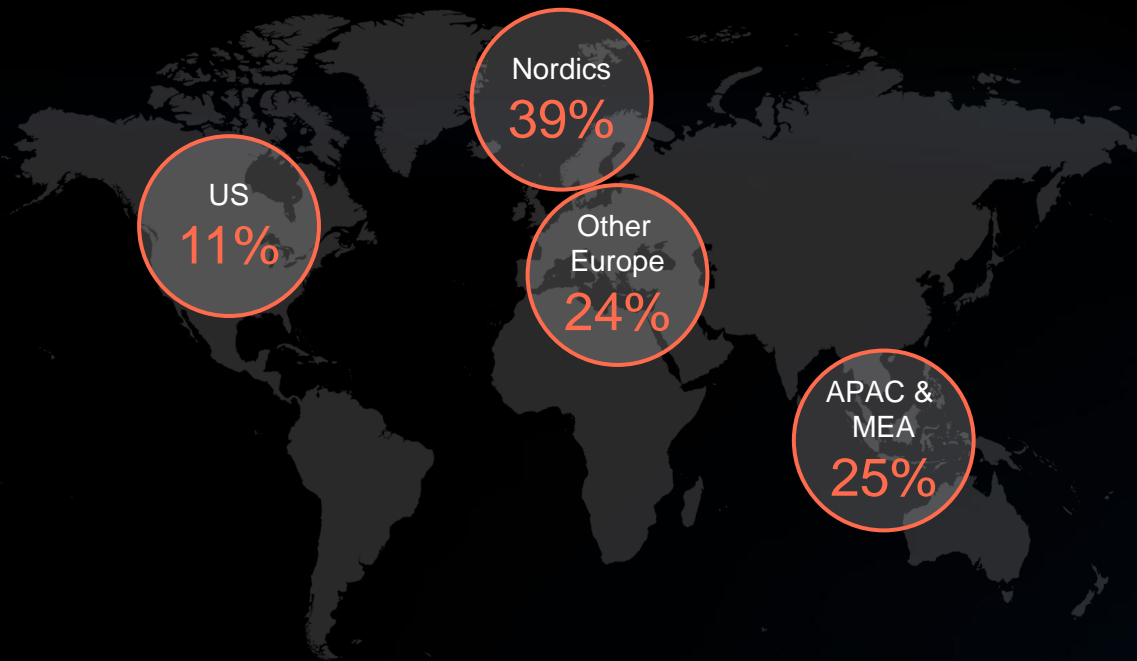 Nordics
39%
US
11%
Other
Europe
24%
APAC &
MEA
25%